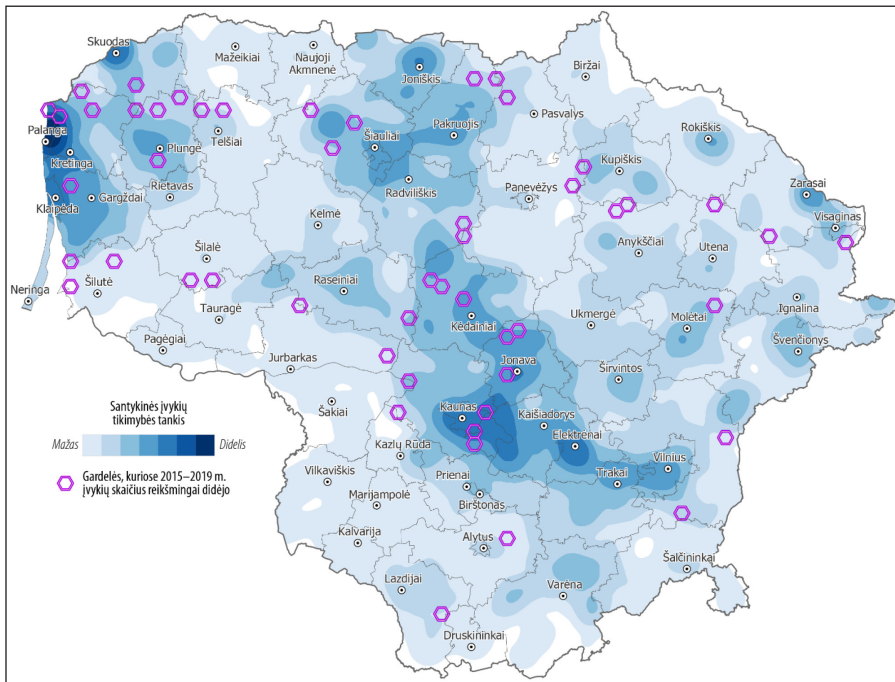 Skuodas
Mažeikiai
Naujoji
Akmenė
Joniškis
Biržai
Palanga
Kretinga
Plungė
Telšiai
Šiauliai
Pakruojis
Pasvalys
Rokiškis
Kupiškis
Klaipėda
Gargždai
Rietavas
Radviliškis
Panevėžys
Zarasai
Visaginas
Kelmė
Šilalė
Anykščiai
Utena
Neringa
Šilutė
Raseiniai
Tauragė
Kėdainiai
Ukmergė
Molėtai
Ignalina
Pagėgiai
Jurbarkas
Jonava
Švenčionys
Širvintos
Šakiai
Kaunas
Kaišiadorys
Elektrėnai
Kazlų Rūda
Vilnius
Trakai
Vilkaviškis
Prienai
Marijampolė
Birštonas
Kalvarija
Alytus
Šalčininkai
Lazdijai
Varėna
Druskininkai
Santykinės įvykių
tikimybės tankis
Mažas Didelis
Gardelės, kuriose 2015–2019 m.
įvykių skaičius reikšmingai didėjo